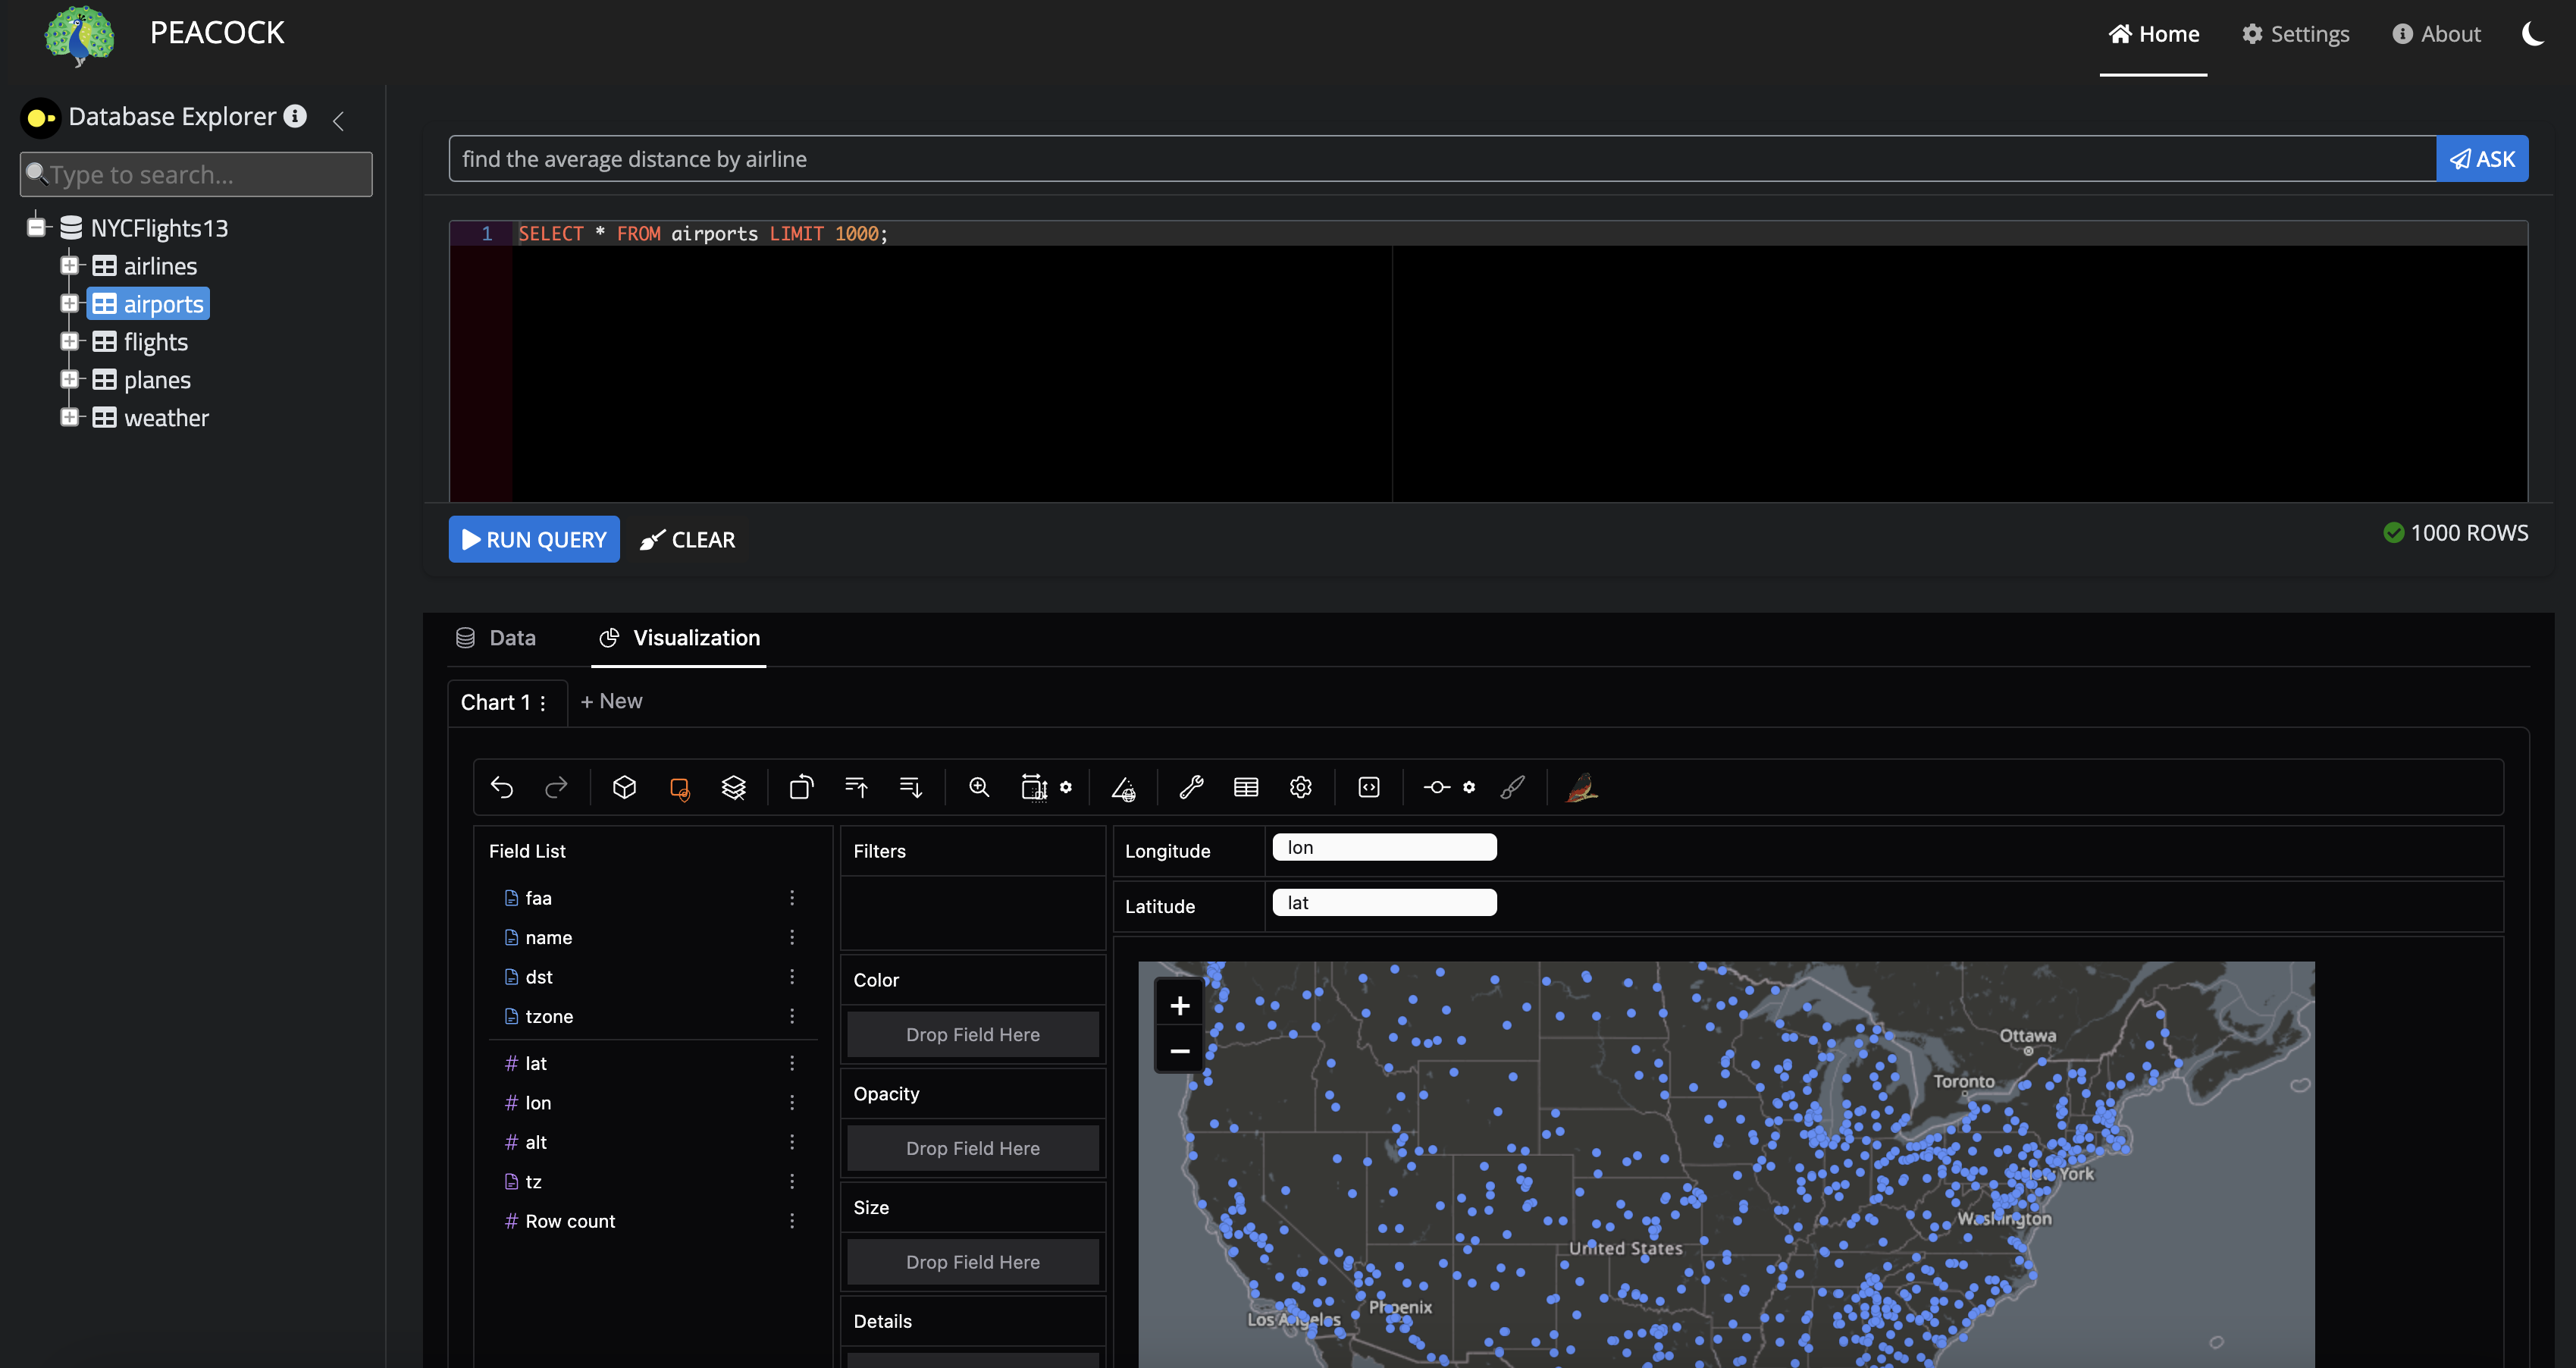 PEACOCK
Home
Settings
About
Database Explorer
Type to search...
NYCFlights13
airlines
airports
flights
planes
weather
find the average distance by airline
ASK
1 SELECT * FROM airports LIMIT 1000;
RUN QUERY
CLEAR
1000 ROWS
Data
Visualization
Chart 1
+ New
Field List
faa
name
dst
tzone
# lat
# lon
# alt
tz
# Row count
Filters
Color
Drop Field Here
Opacity
Drop Field Here
Size
Drop Field Here
Details
Longitude
lon
Latitude
lat
+
−
Ottawa
Toronto
New York
Washington
United States
Phoenix
Los Angeles